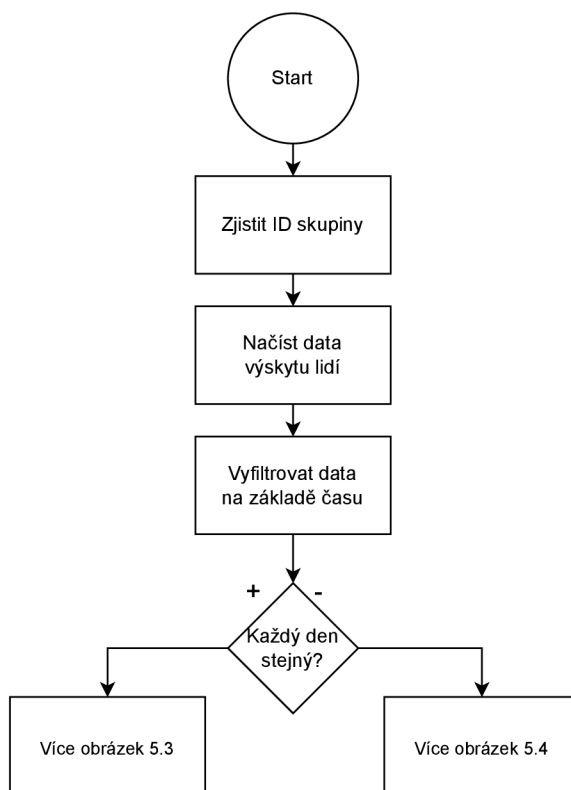 Start
Zjistit ID skupiny
Načíst data
výskytu lidí
Vyfiltrovat data
na základě času
+ -
Každý den
stejný?
Více obrázek 5.3
Více obrázek 5.4